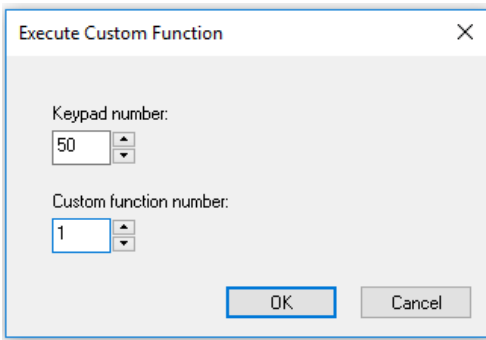 Execute Custom Function
Keypad number:
50
Custom function number:
1
OK Cancel